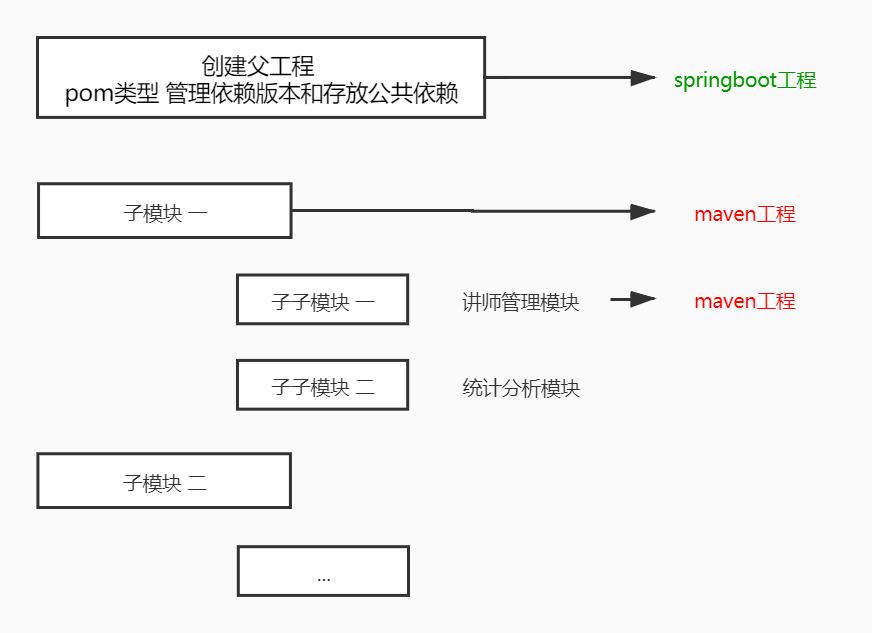 创建父工程
pom类型 管理依赖版本和存放公共依赖
springboot工程
子模块 一
maven工程
子子模块 一
讲师管理模块
maven工程
子子模块 二
统计分析模块
子模块 二
...